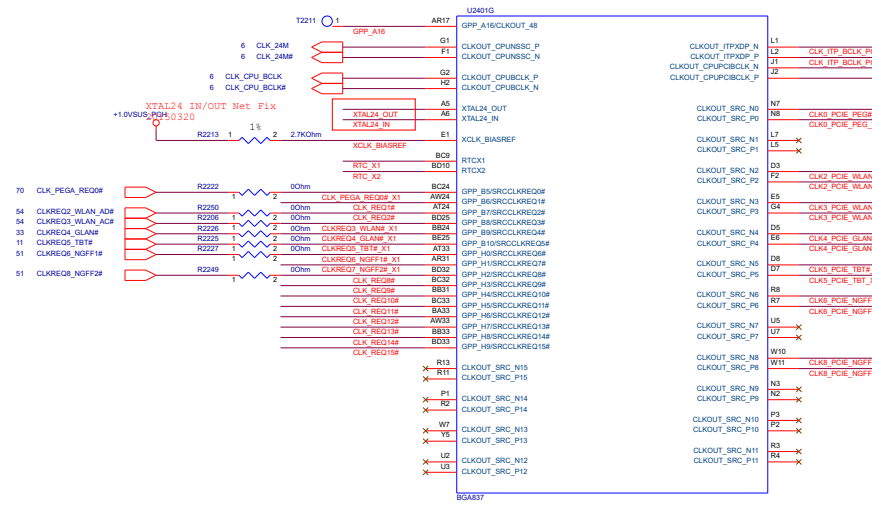 U2401G
T2211 1 AR17 GPP_A16/CLKOUT_48
GPP_A16
6 CLK_24M G1 CLKOUT_CPUNSSC_P
6 CLK_24M# F1 CLKOUT_CPUNSSC_N
6 CLK_CPU_BCLK G2 CLKOUT_CPUBCLK_P
6 CLK_CPU_BCLK# H2 CLKOUT_CPUBCLK_N
XTAL24 IN/OUT Net Fix
+1.0VSUS_PCH
XTAL24_OUT A5 XTAL24_OUT
XTAL24_IN A6 XTAL24_IN
1%
R2213 1 2 2.7KOhm E1 XCLK_BIASREF
XCLK_BIASREF
BC9 RTCX1
RTC_X1 BD10 RTCX2
RTC_X2
70 CLK_PEGA_REQ0# R2222 1 2 0Ohm BC24 GPP_B5/SRCCLKREQ0#
CLK_PEGA_REQ0#_X1 AW24 GPP_B6/SRCCLKREQ1#
54 CLKREQ2_WLAN_AD# R2250 1 2 0Ohm CLK_REQ1# AT24 GPP_B7/SRCCLKREQ2#
54 CLKREQ3_WLAN_AC# R2206 1 2 0Ohm CLK_REQ2# BD25 GPP_B8/SRCCLKREQ3#
33 CLKREQ4_GLAN# R2226 1 2 0Ohm CLKREQ3_WLAN#_X1 BB24 GPP_B9/SRCCLKREQ4#
11 CLKREQ5_TBT# R2225 1 2 0Ohm CLKREQ4_GLAN#_X1 BE25 GPP_B10/SRCCLKREQ5#
51 CLKREQ6_NGFF1# R2227 1 2 0Ohm CLKREQ5_TBT#_X1 AT33 GPP_H0/SRCCLKREQ6#
CLKREQ6_NGFF1#_X1 AR31 GPP_H1/SRCCLKREQ7#
51 CLKREQ8_NGFF2# R2249 1 2 0Ohm CLKREQ7_NGFF2#_X1 BD32 GPP_H2/SRCCLKREQ8#
CLK_REQ8# BC32 GPP_H3/SRCCLKREQ9#
CLK_REQ9# BB31 GPP_H4/SRCCLKREQ10#
CLK_REQ10# BC33 GPP_H5/SRCCLKREQ11#
CLK_REQ11# BA33 GPP_H6/SRCCLKREQ12#
CLK_REQ12# AW33 GPP_H7/SRCCLKREQ13#
CLK_REQ13# BB33 GPP_H8/SRCCLKREQ14#
CLK_REQ14# BD33 GPP_H9/SRCCLKREQ15#
CLK_REQ15#
R13 CLKOUT_SRC_N15
R11 CLKOUT_SRC_P15
P1 CLKOUT_SRC_N14
R2 CLKOUT_SRC_P14
W7 CLKOUT_SRC_N13
Y5 CLKOUT_SRC_P13
U2 CLKOUT_SRC_N12
U3 CLKOUT_SRC_P12
BGA837
CLKOUT_ITPXDP_N L1
CLKOUT_ITPXDP_P L2 CLK_ITP_BCLK_P
CLKOUT_CPUPCIBCLK_N J1 CLK_ITP_BCLK_P
CLKOUT_CPUPCIBCLK_P J2
CLKOUT_SRC_N0 N7
CLKOUT_SRC_P0 N8 CLK0_PCIE_PEG#
CLK0_PCIE_PEG_
CLKOUT_SRC_N1 L7
CLKOUT_SRC_P1 L5
CLKOUT_SRC_N2 D3
CLKOUT_SRC_P2 F2 CLK2_PCIE_WLAN
CLK2_PCIE_WLAN
CLKOUT_SRC_N3 E5
CLKOUT_SRC_P3 G4 CLK3_PCIE_WLAN
CLK3_PCIE_WLAN
CLKOUT_SRC_N4 D5
CLKOUT_SRC_P4 E6 CLK4_PCIE_GLAN
CLK4_PCIE_GLAN
CLKOUT_SRC_N5 D8
CLKOUT_SRC_P5 D7 CLK5_PCIE_TBT#
CLK5_PCIE_TBT_
CLKOUT_SRC_N6 R8
CLKOUT_SRC_P6 R7 CLK6_PCIE_NGFF
CLK6_PCIE_NGFF
CLKOUT_SRC_N7 U5
CLKOUT_SRC_P7 U7
CLKOUT_SRC_N8 W10
CLKOUT_SRC_P8 W11 CLK8_PCIE_NGFF
CLK8_PCIE_NGFF
CLKOUT_SRC_N9 N3
CLKOUT_SRC_P9 N2
CLKOUT_SRC_N10 P3
CLKOUT_SRC_P10 P2
CLKOUT_SRC_N11 R3
CLKOUT_SRC_P11 R4